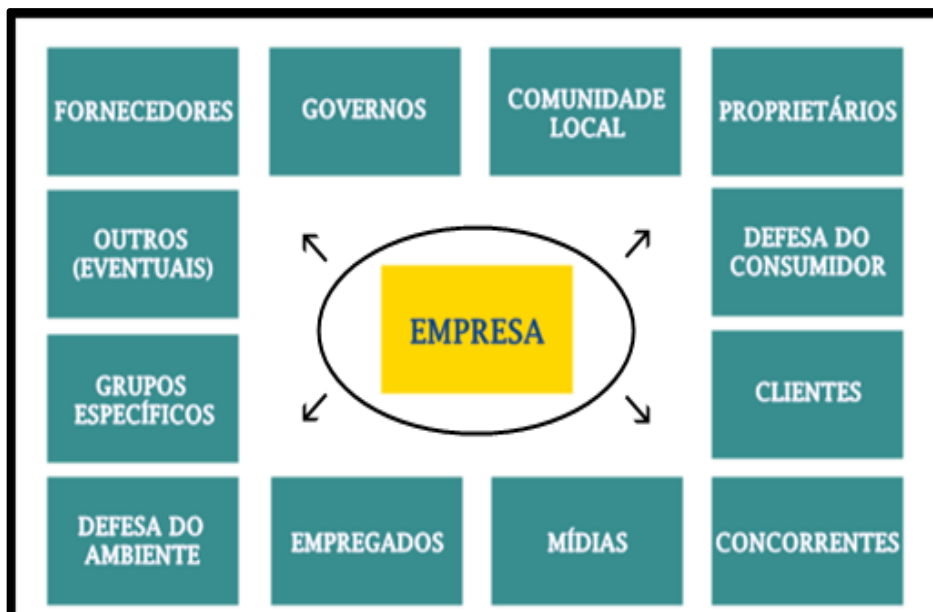 FORNECEDORES
GOVERNOS
COMUNIDADE
LOCAL
PROPRIETÁRIOS
OUTROS
(EVENTUAIS)
DEFESA DO
CONSUMIDOR
EMPRESA
GRUPOS
ESPECÍFICOS
CLIENTES
DEFESA DO
AMBIENTE
EMPREGADOS
MÍDIAS
CONCORRENTES